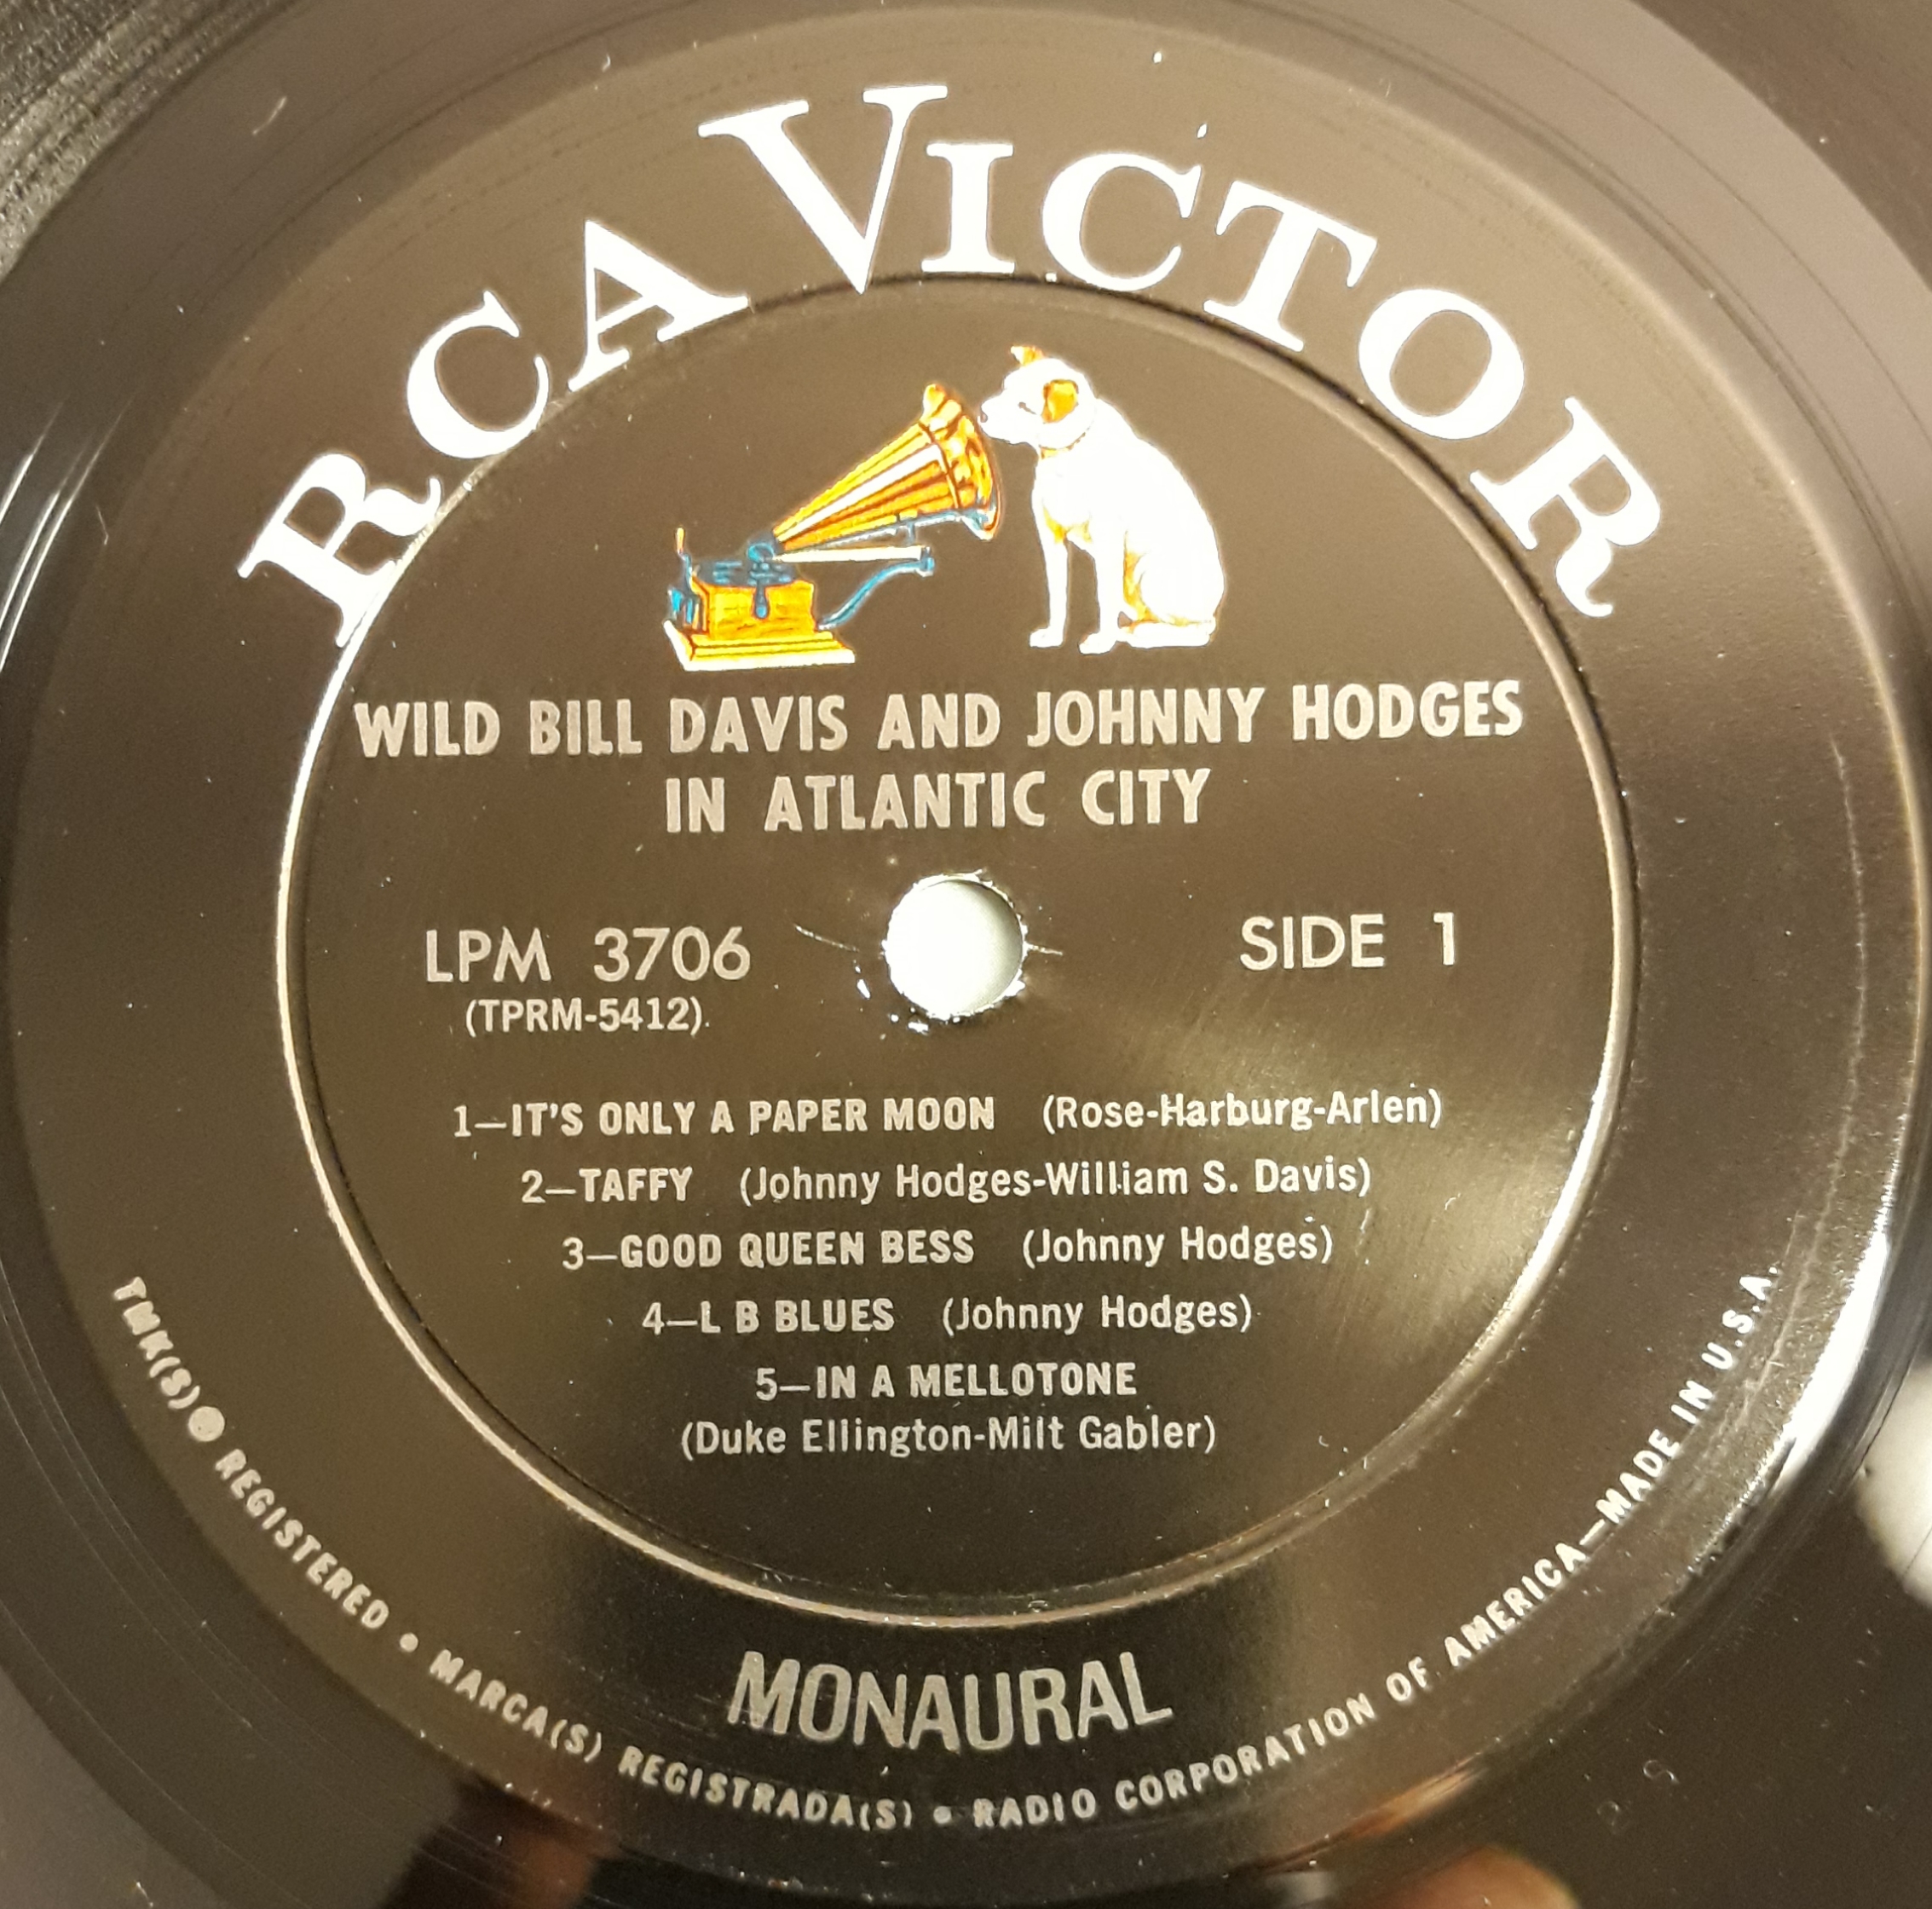 RCA VICTOR
WILD BILL DAVIS AND JOHNNY HODGES
IN ATLANTIC CITY
LPM 3706
(TPRM-5412)
SIDE 1
1—IT'S ONLY A PAPER MOON (Rose-Harburg-Arlen)
2—TAFFY (Johnny Hodges-William S. Davis)
3—GOOD QUEEN BESS (Johnny Hodges)
4—L B BLUES (Johnny Hodges)
5—IN A MELLOTONE
(Duke Ellington-Milt Gabler)
MONAURAL
TMK(S) ® REGISTERED • MARCA(S) REGISTRADA(S) • RADIO CORPORATION OF AMERICA—MADE IN U.S.A.